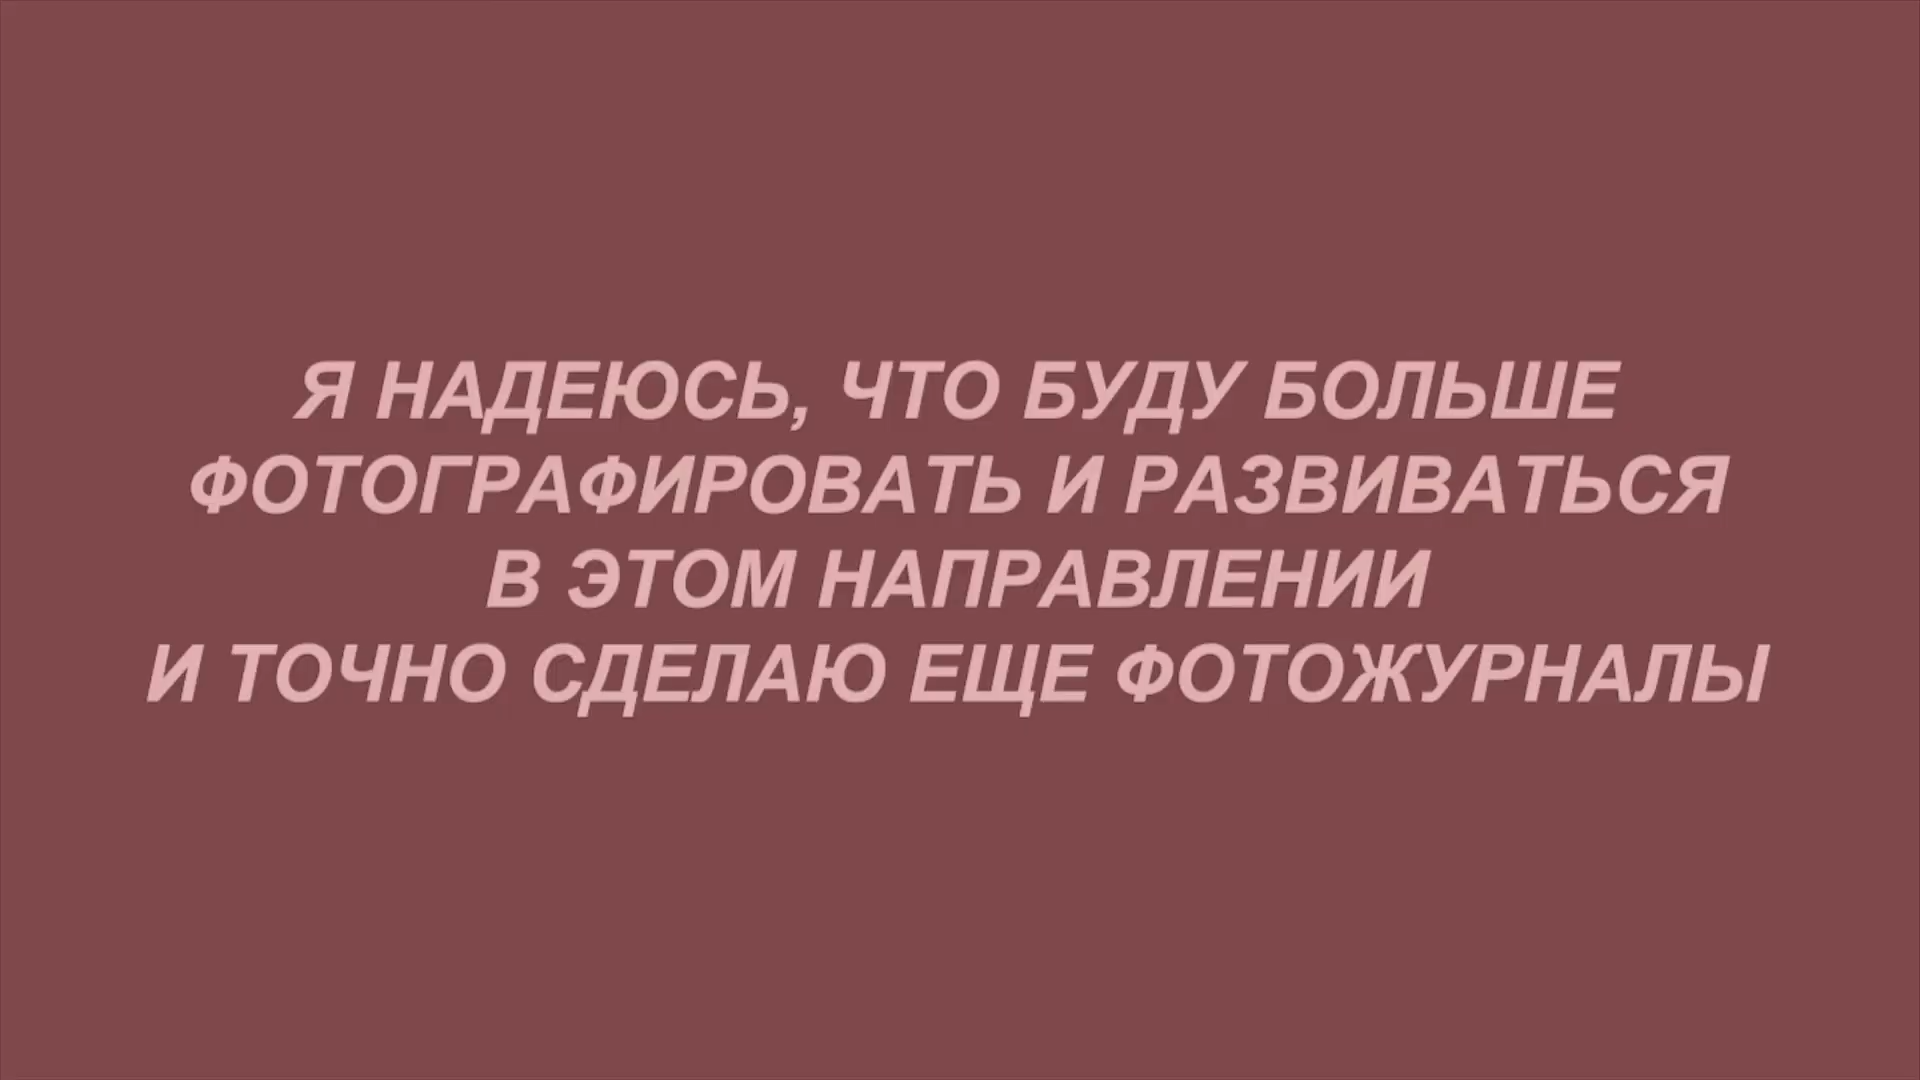 Я НАДЕЮСЬ, ЧТО БУДУ БОЛЬШЕ
ФОТОГРАФИРОВАТЬ И РАЗВИВАТЬСЯ
В ЭТОМ НАПРАВЛЕНИИ
И ТОЧНО СДЕЛАЮ ЕЩЕ ФОТОЖУРНАЛЫ